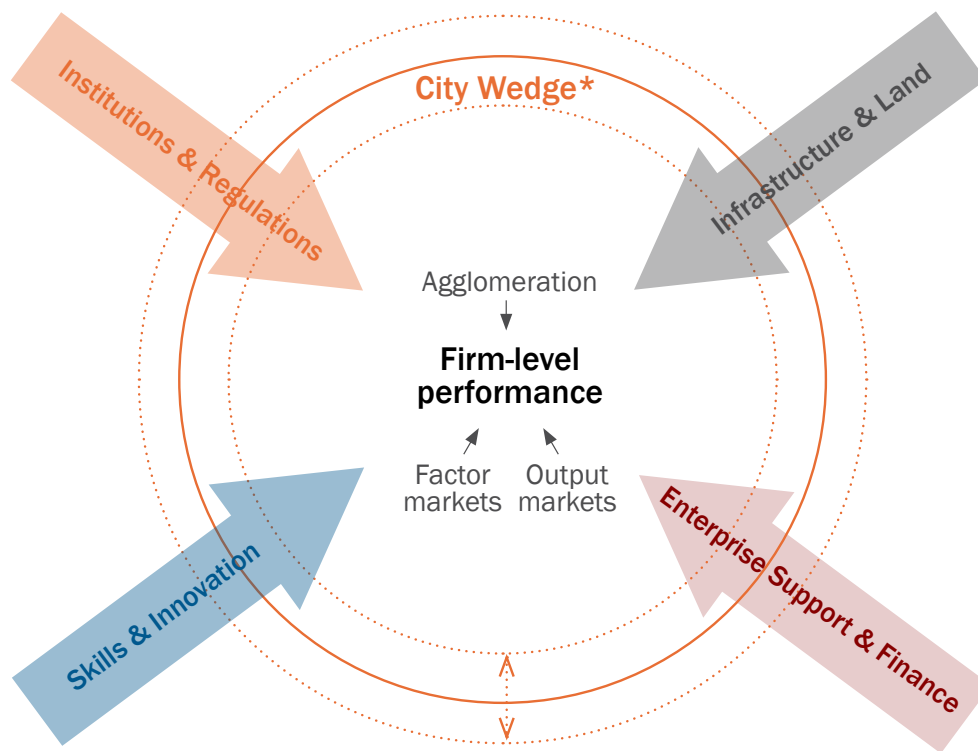 City Wedge*
Institutions & Regulations
Infrastructure & Land
Agglomeration
Firm-level
performance
Factor
markets
Output
markets
Skills & Innovation
Enterprise Support & Finance